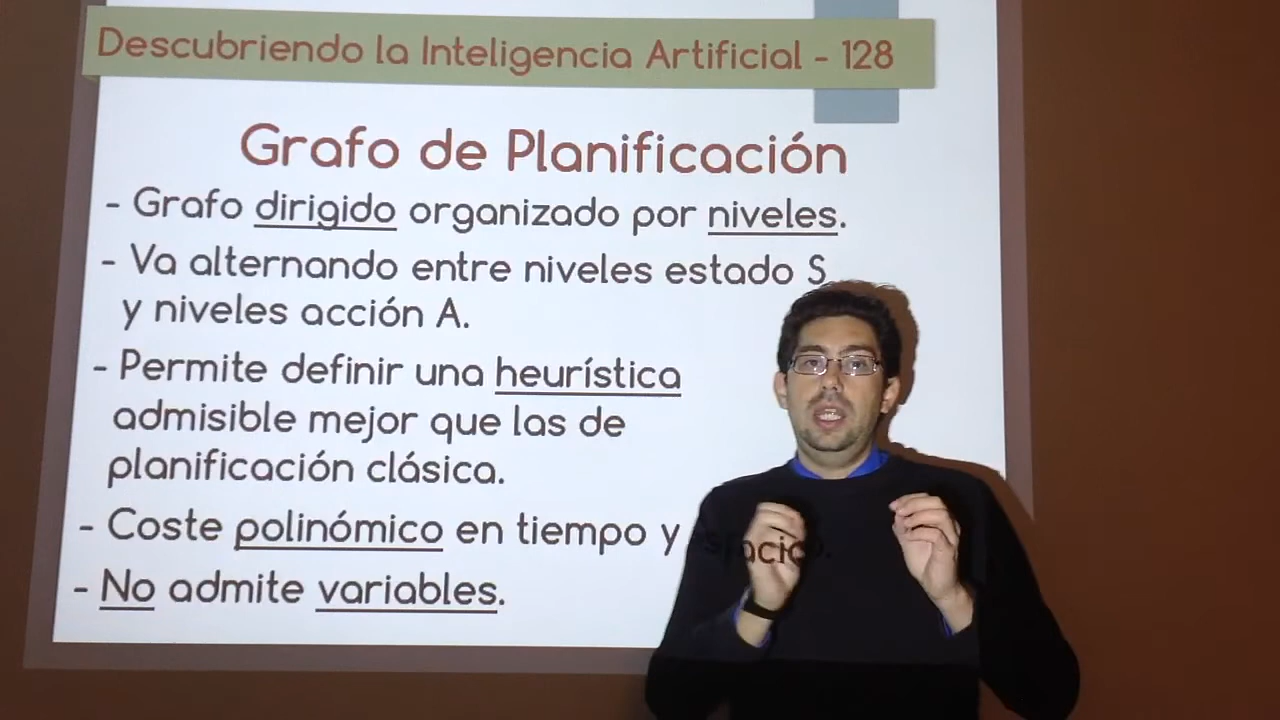 Descubriendo la Inteligencia Artificial - 128
Grafo de Planificación
- Grafo dirigido organizado por niveles.
- Va alternando entre niveles estado S
y niveles acción A.
- Permite definir una heurística
admisible mejor que las de
planificación clásica.
- Coste polinómico en tiempo y espacio.
- No admite variables.